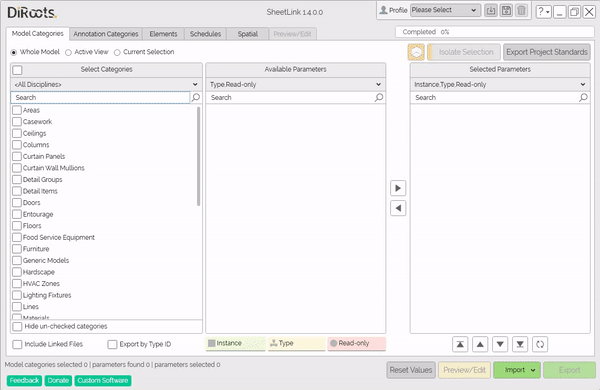 DiRoots.
SheetLink 1.4.0.0
Profile Please Select
? -
Model Categories Annotation Categories Elements Schedules Spatial Preview/Edit
Completed 0%
Whole Model Active View Current Selection
Isolate Selection Export Project Standards
Select Categories Available Parameters Selected Parameters
<All Disciplines> Type,Read-only Instance,Type,Read-only
Search Search Search
Areas
Casework
Ceilings
Columns
Curtain Panels
Curtain Wall Mullions
Detail Groups
Detail Items
Doors
Entourage
Floors
Food Service Equipment
Furniture
Generic Models
Hardscape
HVAC Zones
Lighting Fixtures
Lines
Materials
Hide un-checked categories
Include Linked Files Export by Type ID Instance Type Read-only
Model categories selected 0 | parameters found 0 | parameters selected 0
Reset Values Preview/Edit Import Export
Feedback Donate Custom Software